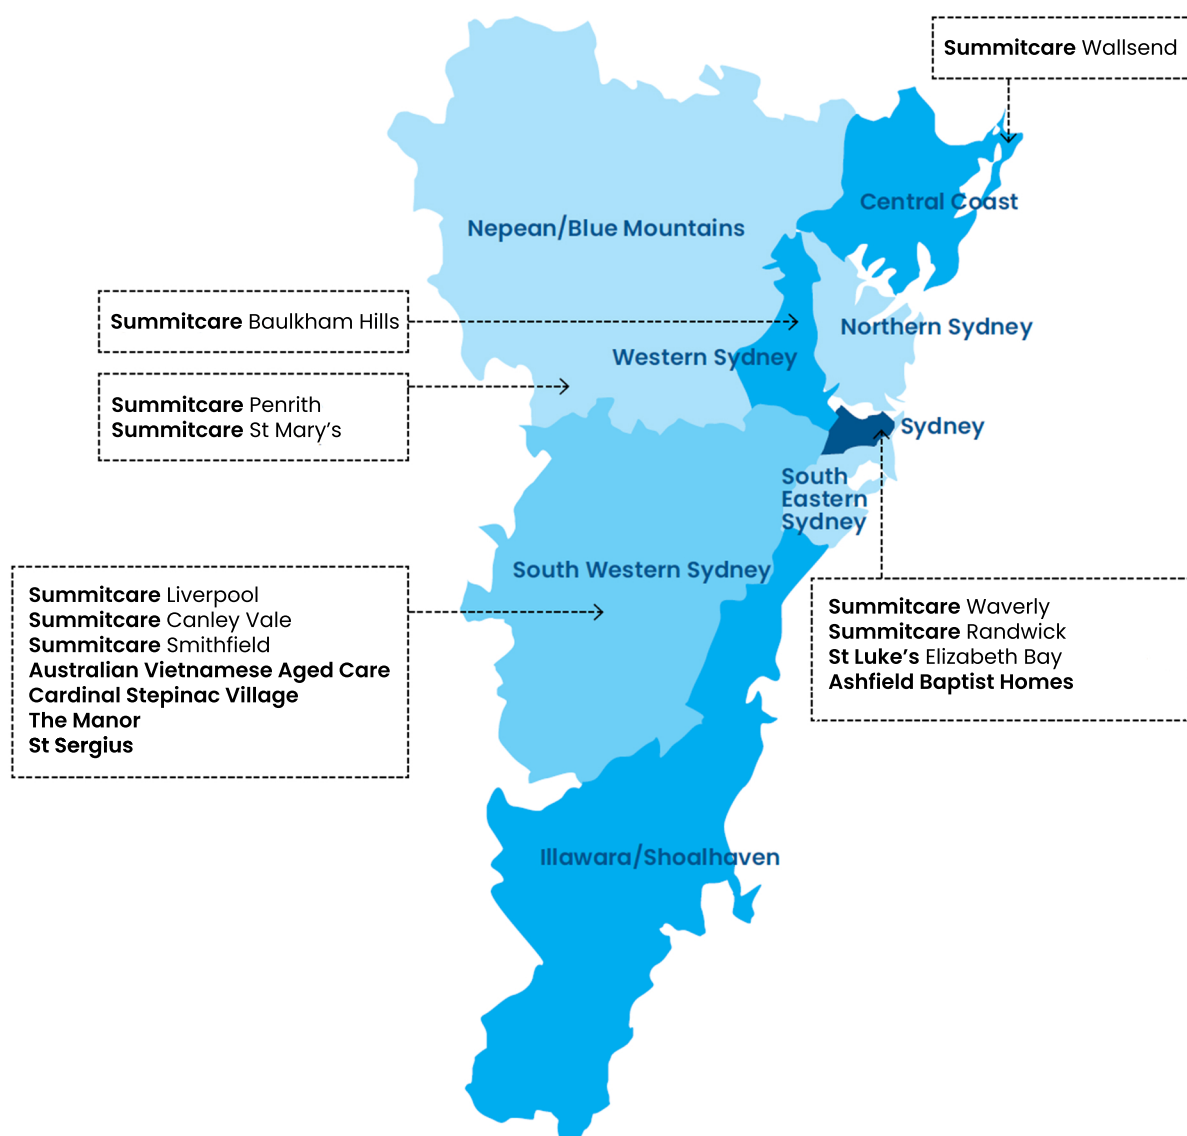 Summitcare Wallsend
Central Coast
Nepean/Blue Mountains
Summitcare Baulkham Hills
Northern Sydney
Western Sydney
Summitcare Penrith
Summitcare St Mary’s
Sydney
South
Eastern
Sydney
South Western Sydney
Summitcare Liverpool
Summitcare Canley Vale
Summitcare Smithfield
Australian Vietnamese Aged Care
Cardinal Stepinac Village
The Manor
St Sergius
Summitcare Waverly
Summitcare Randwick
St Luke’s Elizabeth Bay
Ashfield Baptist Homes
Illawara/Shoalhaven